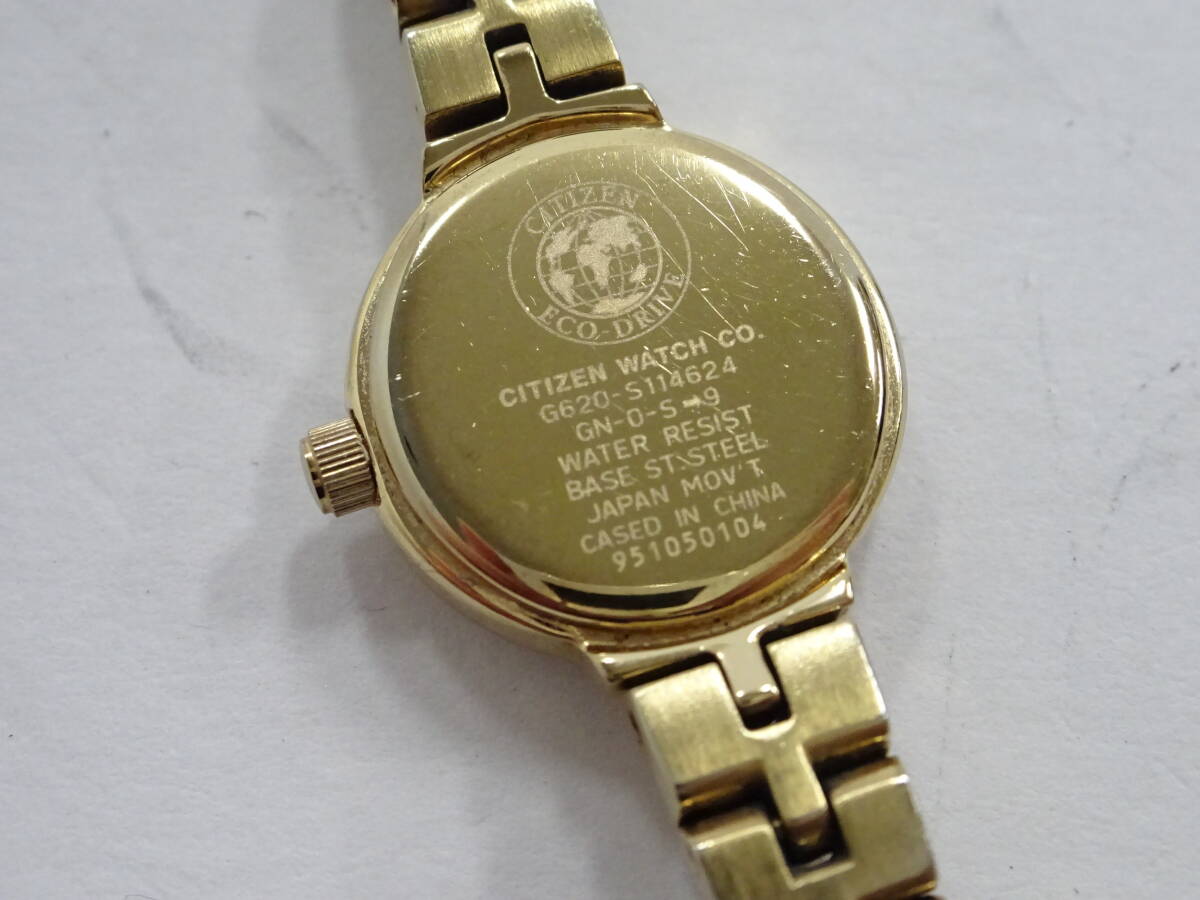 CITIZEN
ECO-DRIVE
CITIZEN WATCH CO.
G620-S114624
GN-0-S-9
WATER RESIST
BASE ST.STEEL
JAPAN MOV'T
CASED IN CHINA
951050104